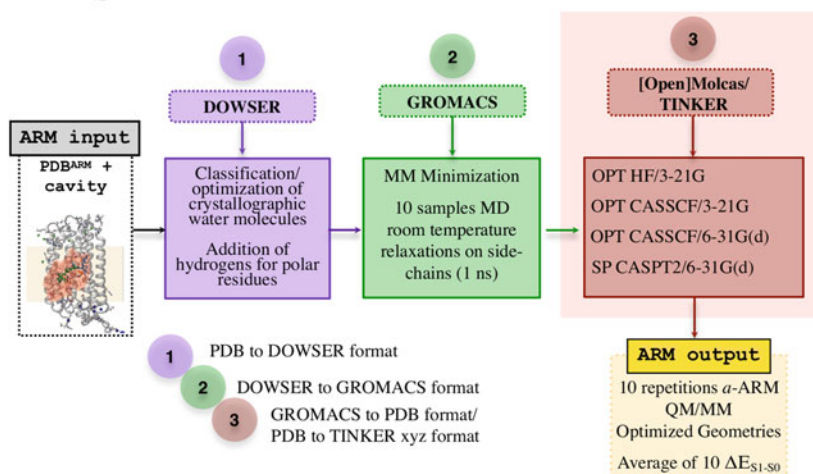 1
2
3
DOWSER
GROMACS
[Open]Molcas/
TINKER
ARM input
PDBᴬᴿᴹ +
cavity
Classification/
optimization of
crystallographic
water molecules
Addition of
hydrogens for polar
residues
MM Minimization
10 samples MD
room temperature
relaxations on side-
chains (1 ns)
OPT HF/3-21G
OPT CASSCF/3-21G
OPT CASSCF/6-31G(d)
SP CASPT2/6-31G(d)
1 PDB to DOWSER format
2 DOWSER to GROMACS format
3 GROMACS to PDB format/
PDB to TINKER xyz format
ARM output
10 repetitions a-ARM
QM/MM
Optimized Geometries
Average of 10 ΔE_S1-S0